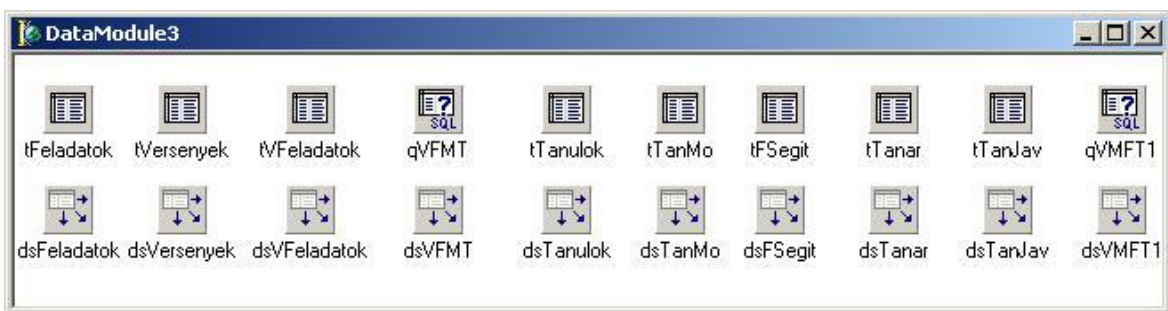 DataModule3
tFeladatok tVersenyek tVFeladatok qVFMT tTanulok tTanMo tFSegit tTanar tTanJav qVMFT1
dsFeladatok dsVersenyek dsVFeladatok dsVFMT dsTanulok dsTanMo dsFSegit dsTanar dsTanJav dsVMFT1